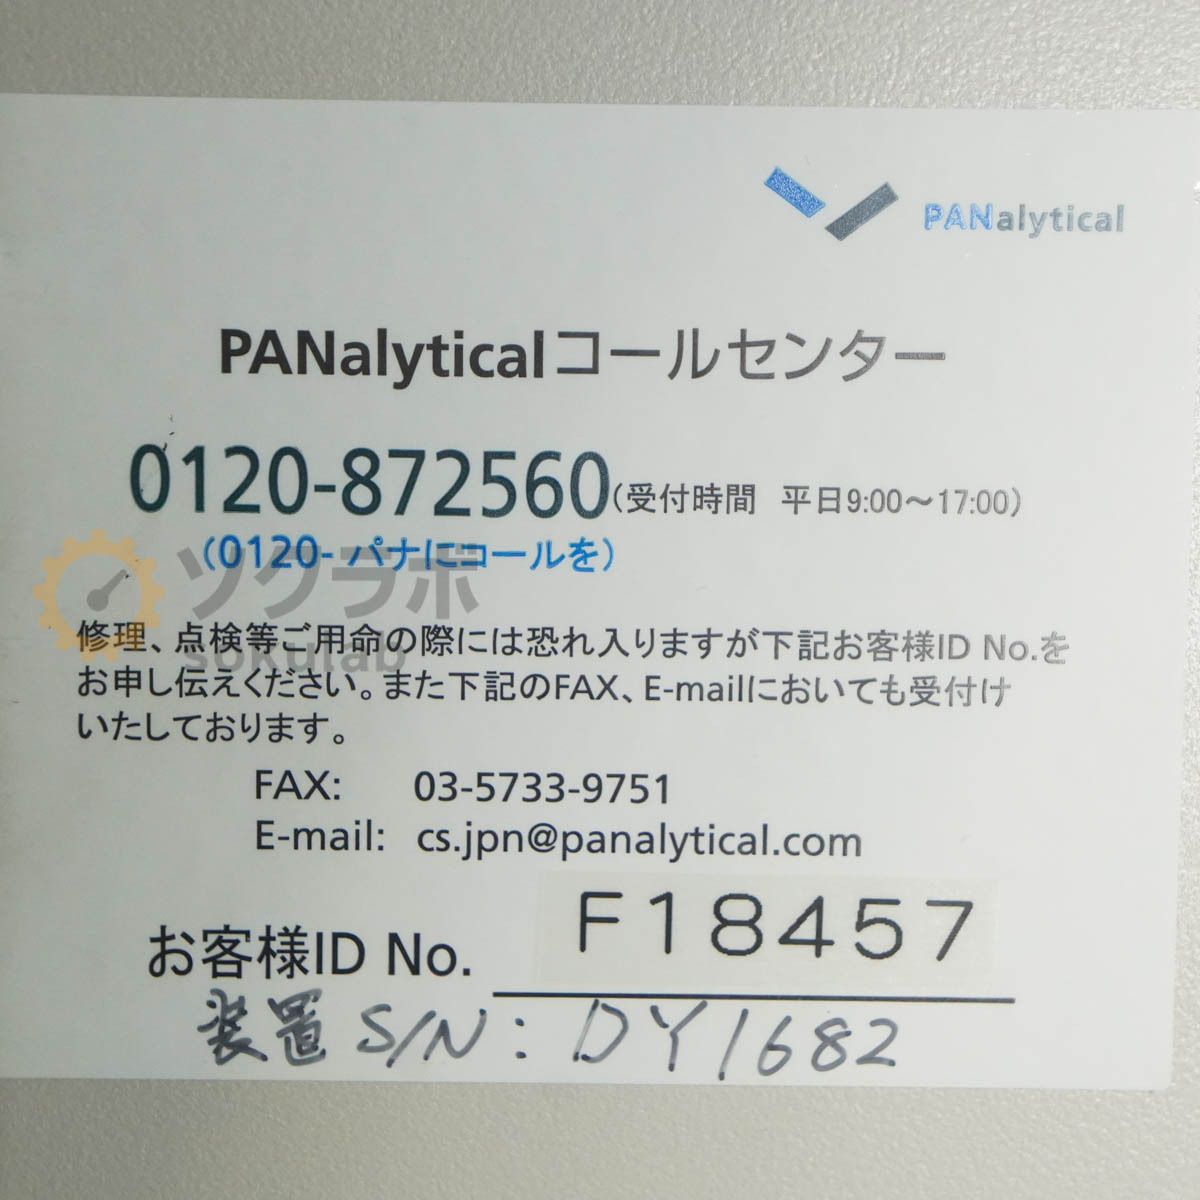 PANalytical
PANalyticalコールセンター
0120-872560(受付時間 平日9:00～17:00)
(0120- パナにコールを)
ソクラボ
sokulab
修理、点検等ご用命の際には恐れ入りますが下記お客様ID No.を
お申し伝えください。また下記のFAX、E-mailにおいても受付け
いたしております。
FAX: 03-5733-9751
E-mail: cs.jpn@panalytical.com
お客様ID No. F18457
装置 S/N: DY1682